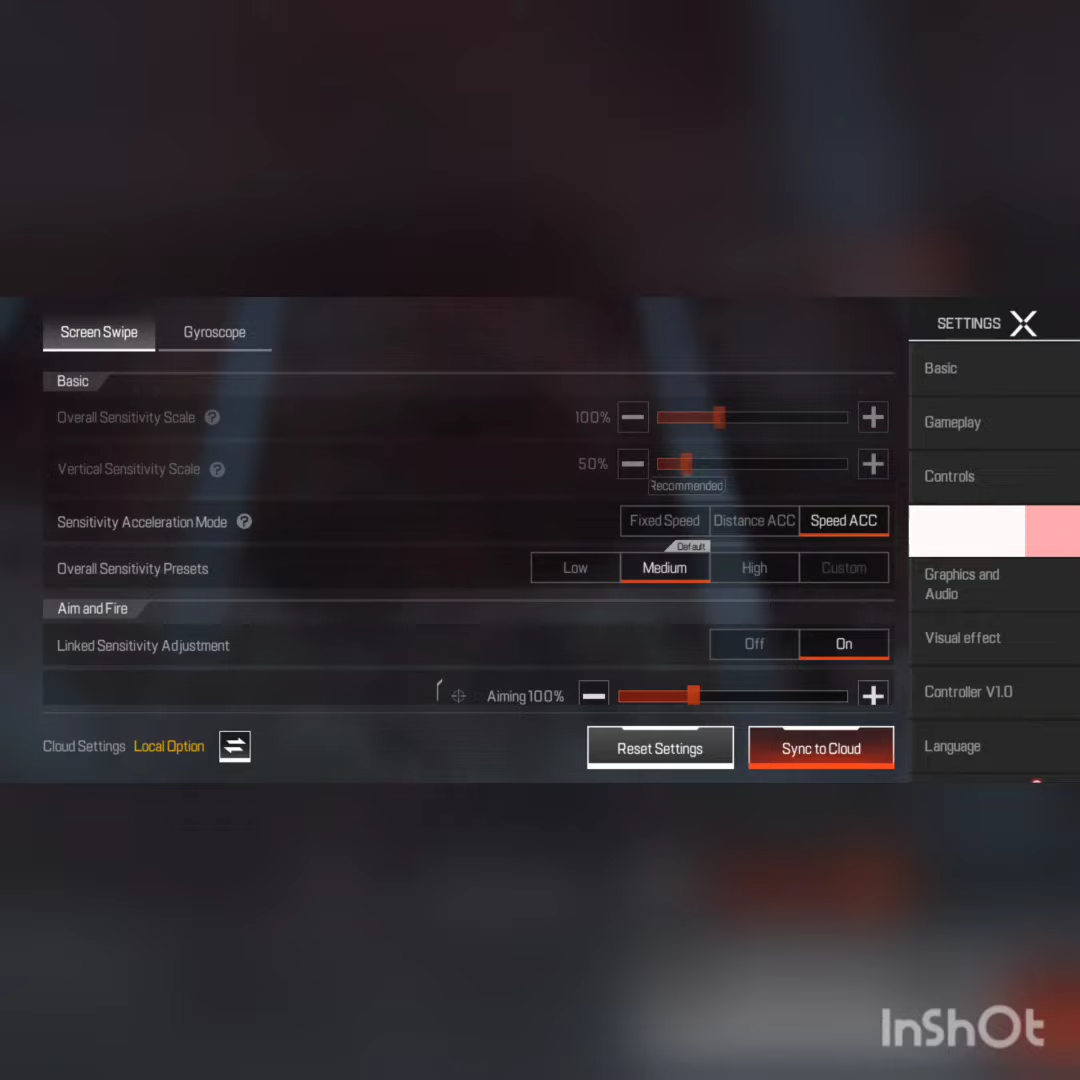 Screen Swipe
Gyroscope
Basic
Overall Sensitivity Scale ?
100%
Vertical Sensitivity Scale ?
50%
Recommended
Sensitivity Acceleration Mode ?
Fixed Speed Distance ACC Speed ACC
Default
Overall Sensitivity Presets
Low Medium High Custom
Aim and Fire
Linked Sensitivity Adjustment
Off On
Aiming 100%
Cloud Settings Local Option
Reset Settings
Sync to Cloud
SETTINGS
Basic
Gameplay
Controls
Graphics and
Audio
Visual effect
Controller V1.0
Language
InShOt